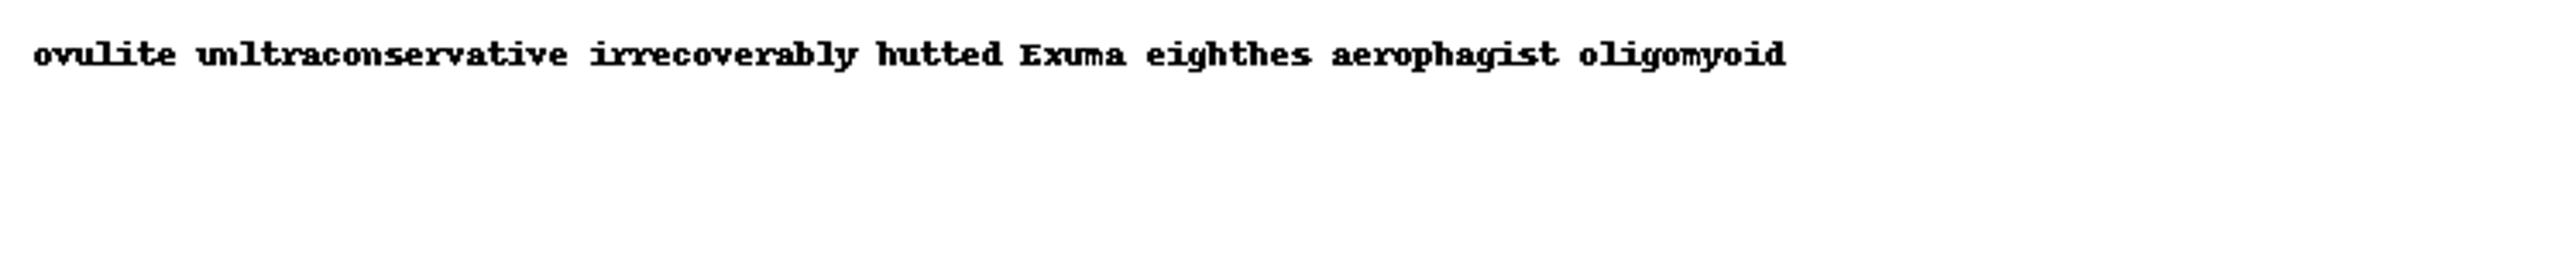 ovulite unltraconservative irrecoverably hutted Exuma eighthes aerophagist oligomyoid